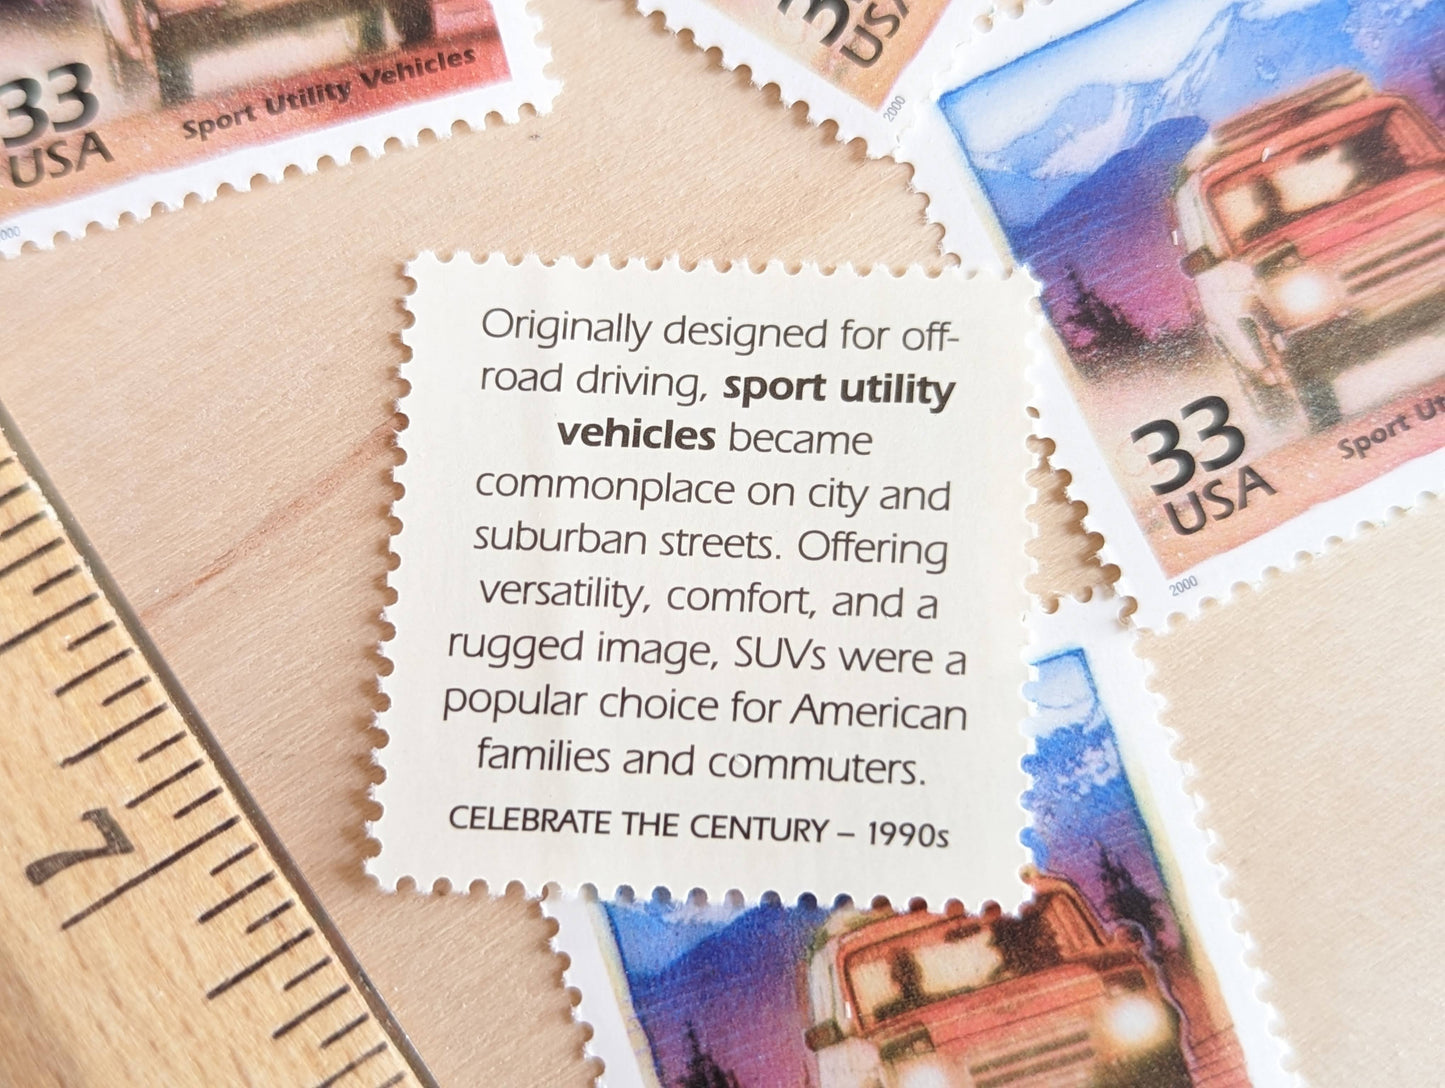 33
USA
Sport Utility Vehicles
33
USA
2000
33
USA
Sport
2000
Originally designed for off-
road driving, sport utility
vehicles became
commonplace on city and
suburban streets. Offering
versatility, comfort, and a
rugged image, SUVs were a
popular choice for American
families and commuters.
CELEBRATE THE CENTURY – 1990s
7